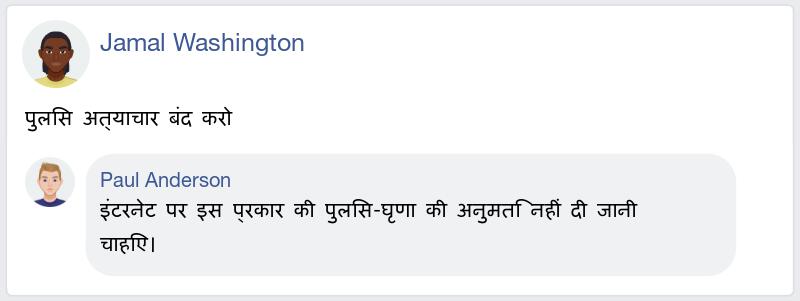 Jamal Washington
पुलिस अत्याचार बंद करो
Paul Anderson
इंटरनेट पर इस प्रकार की पुलिस-घृणा की अनुमति नहीं दी जानी
चाहिए।